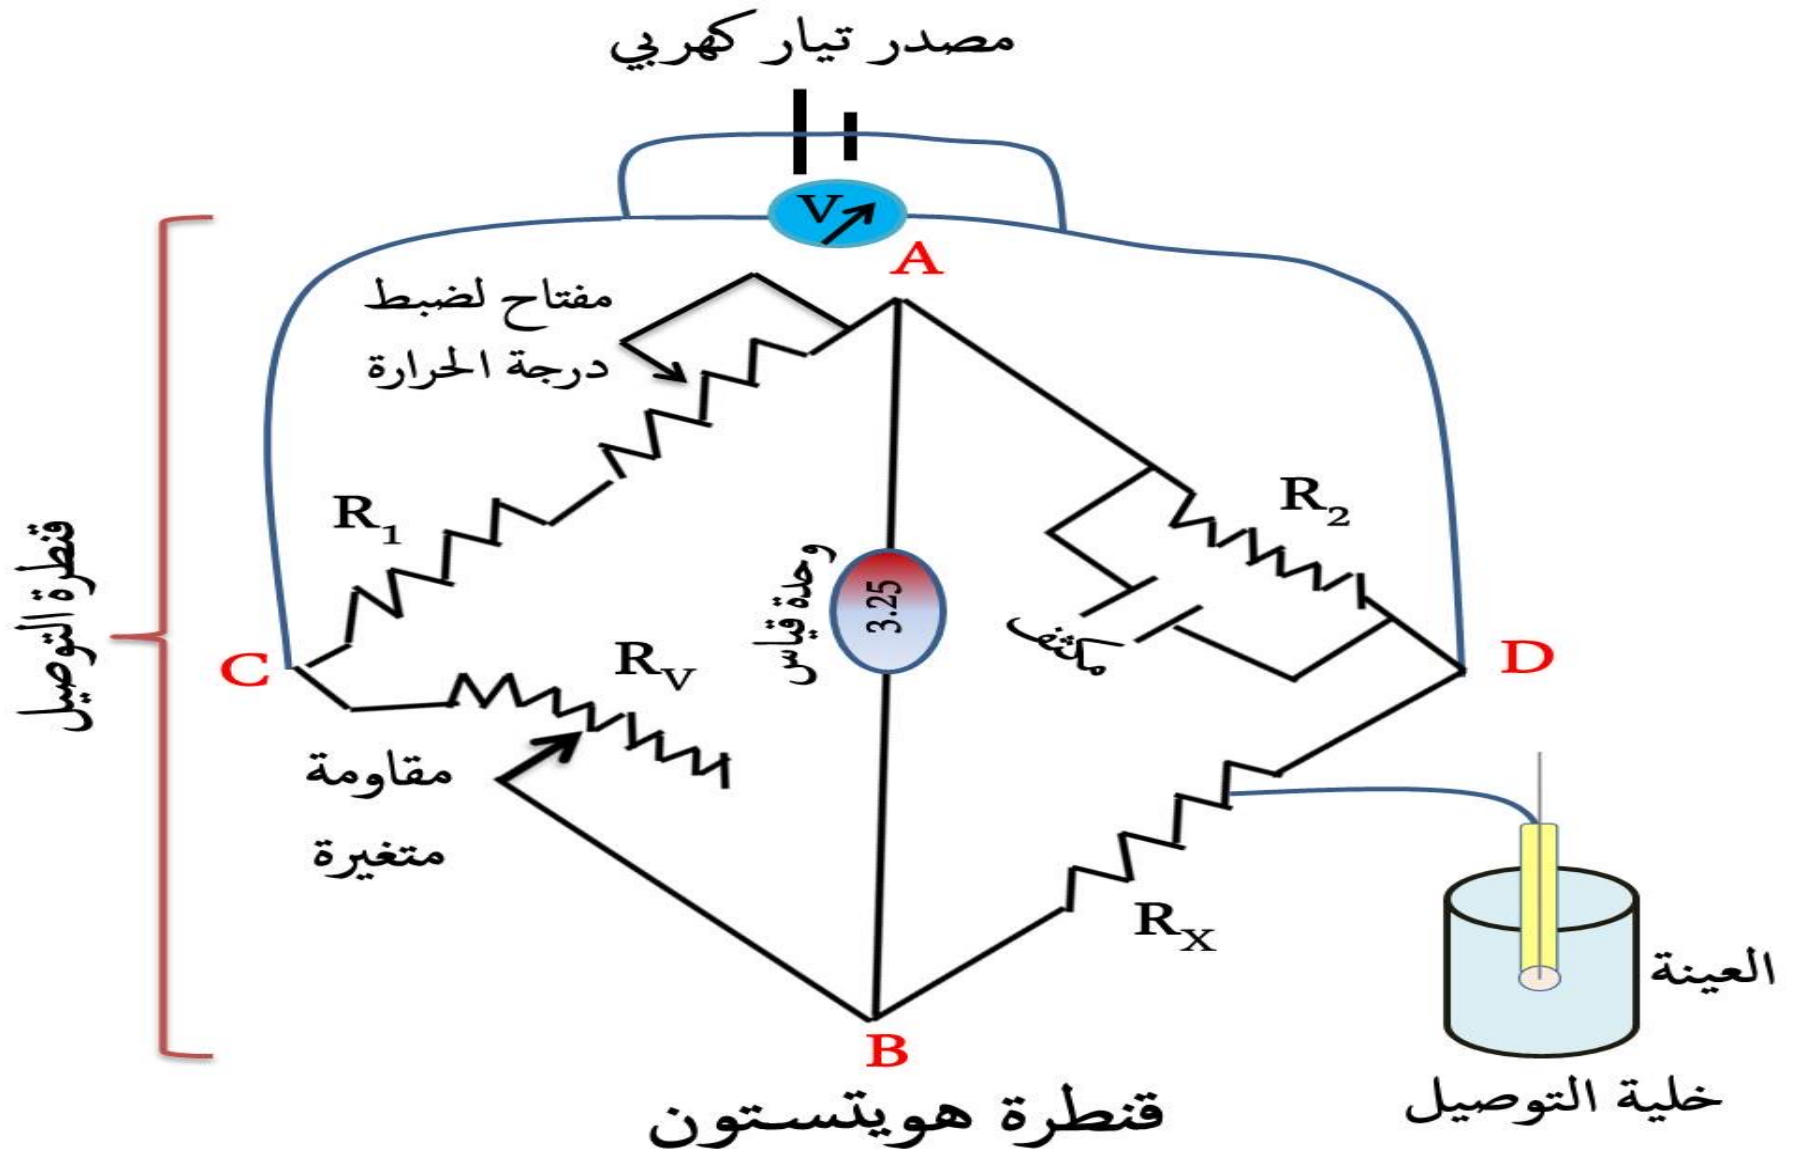 مصدر تيار كهربي
V
A
مفتاح لضبط
درجة الحرارة
R1
R2
قنطرة التوصيل
وحدة قياس
3.25
مكثف
C
RV
D
مقاومة
متغيرة
RX
العينة
B
خلية التوصيل
قنطرة هويتستون